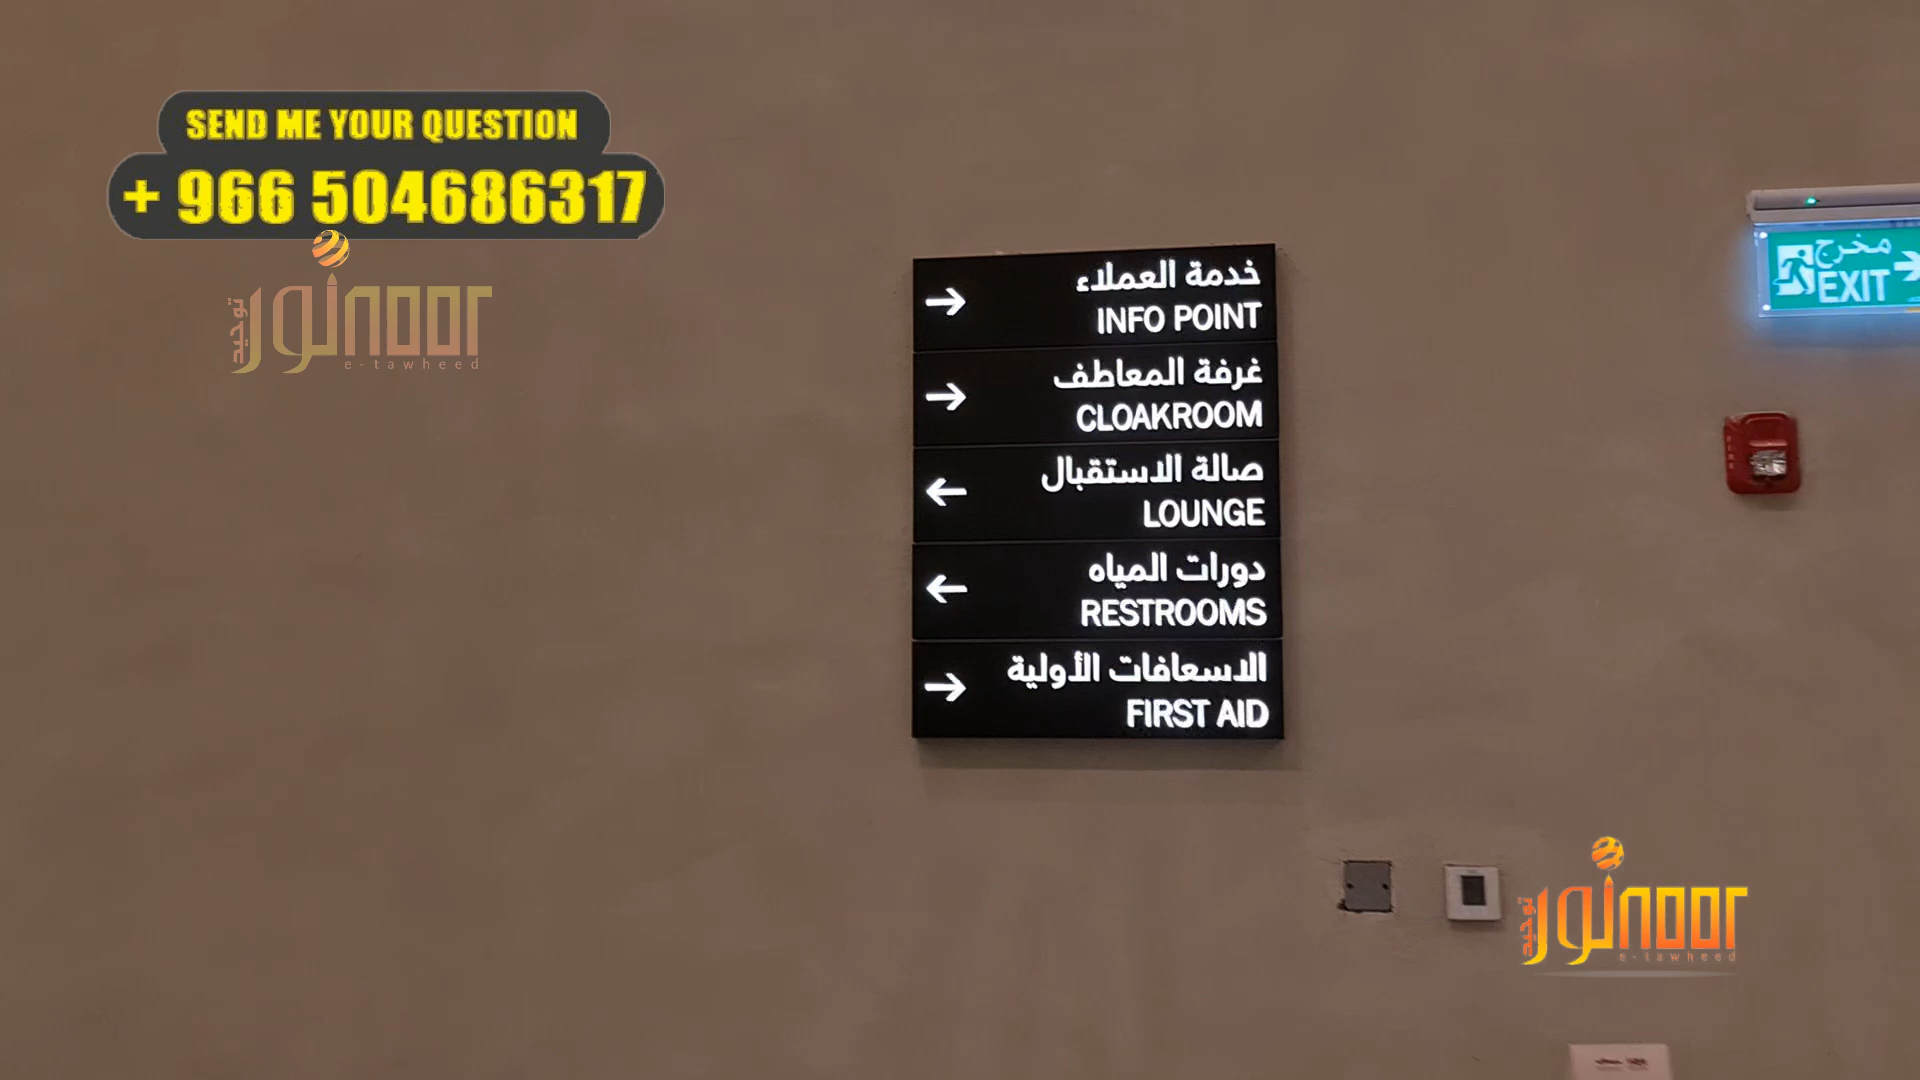 SEND ME YOUR QUESTION
+ 966 504686317
توحيد نور noor
e-tawheed
خدمة العملاء
INFO POINT
غرفة المعاطف
CLOAKROOM
صالة الاستقبال
LOUNGE
دورات المياه
RESTROOMS
الاسعافات الأولية
FIRST AID
مخرج
EXIT
توحيد نور noor
e-tawheed